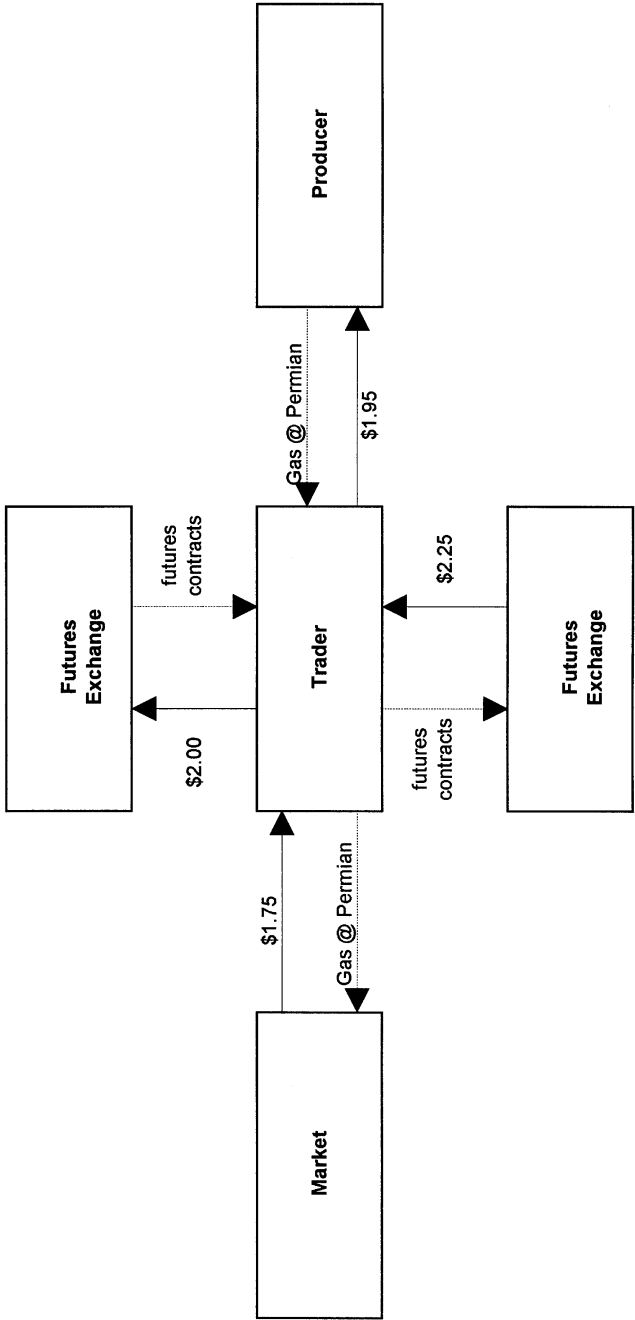 Futures
Exchange
$2.00
futures
contracts
$1.75
Gas @ Permian
Market
Trader
Producer
Gas @ Permian
$1.95
futures
contracts
$2.25
Futures
Exchange